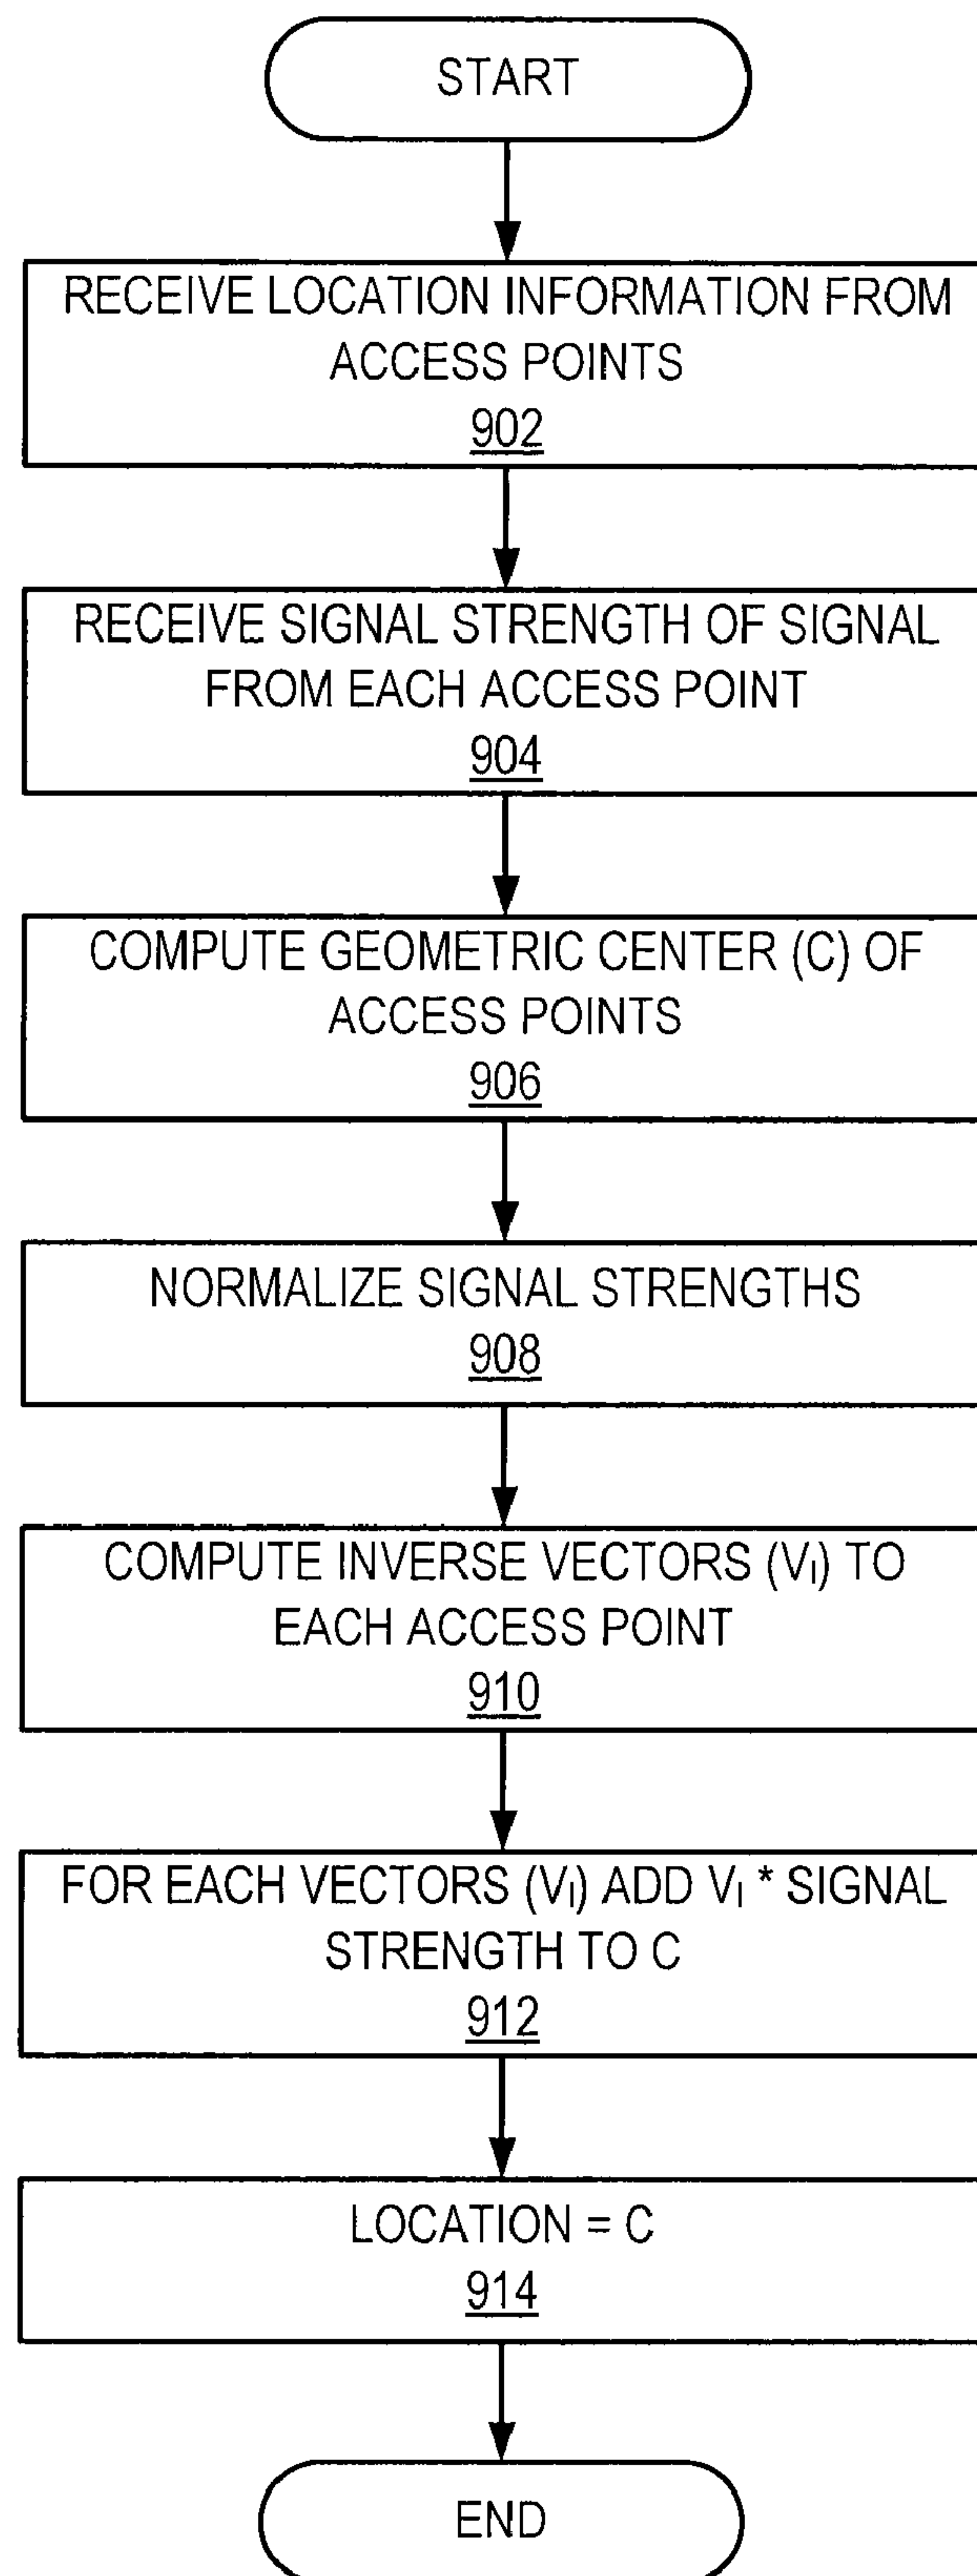 START
RECEIVE LOCATION INFORMATION FROM
ACCESS POINTS
902
RECEIVE SIGNAL STRENGTH OF SIGNAL
FROM EACH ACCESS POINT
904
COMPUTE GEOMETRIC CENTER (C) OF
ACCESS POINTS
906
NORMALIZE SIGNAL STRENGTHS
908
COMPUTE INVERSE VECTORS (VI) TO
EACH ACCESS POINT
910
FOR EACH VECTORS (VI) ADD VI * SIGNAL
STRENGTH TO C
912
LOCATION = C
914
END